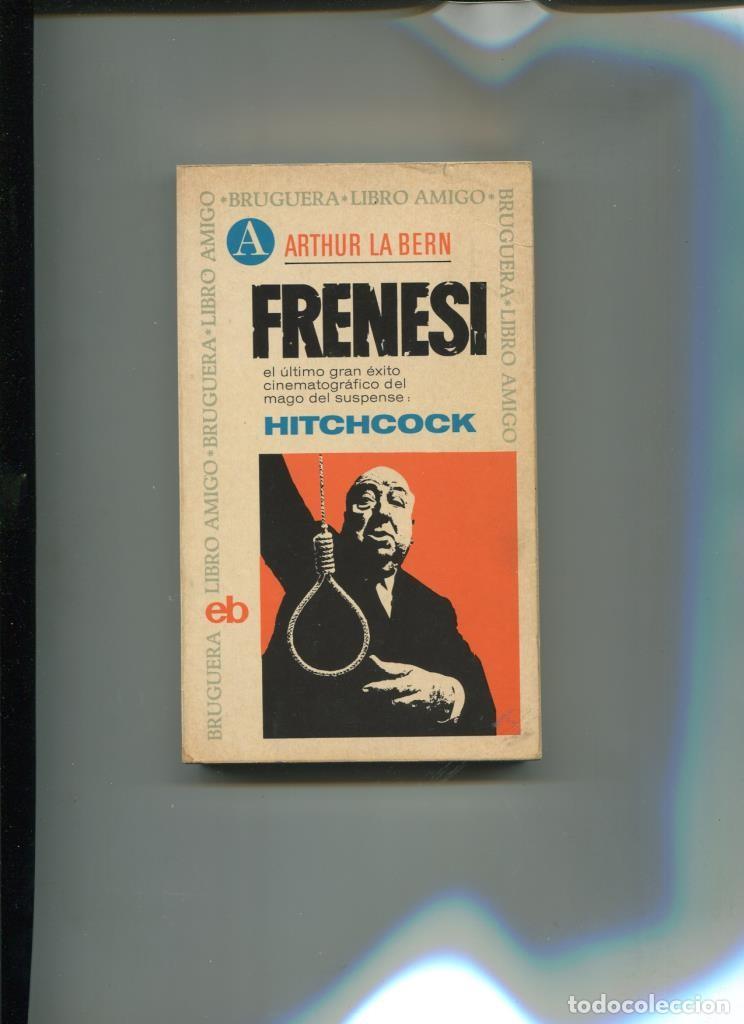 *BRUGUERA*LIBRO AMIGO*
BRUGUERA LIBRO AMIGO*BRUGUERA*LIBRO AMIGO
BRUGUERA*LIBRO AMIGO
A
ARTHUR LA BERN
FRENESI
el último gran éxito
cinematográfico del
mago del suspense:
HITCHCOCK
eb
todocoleccion